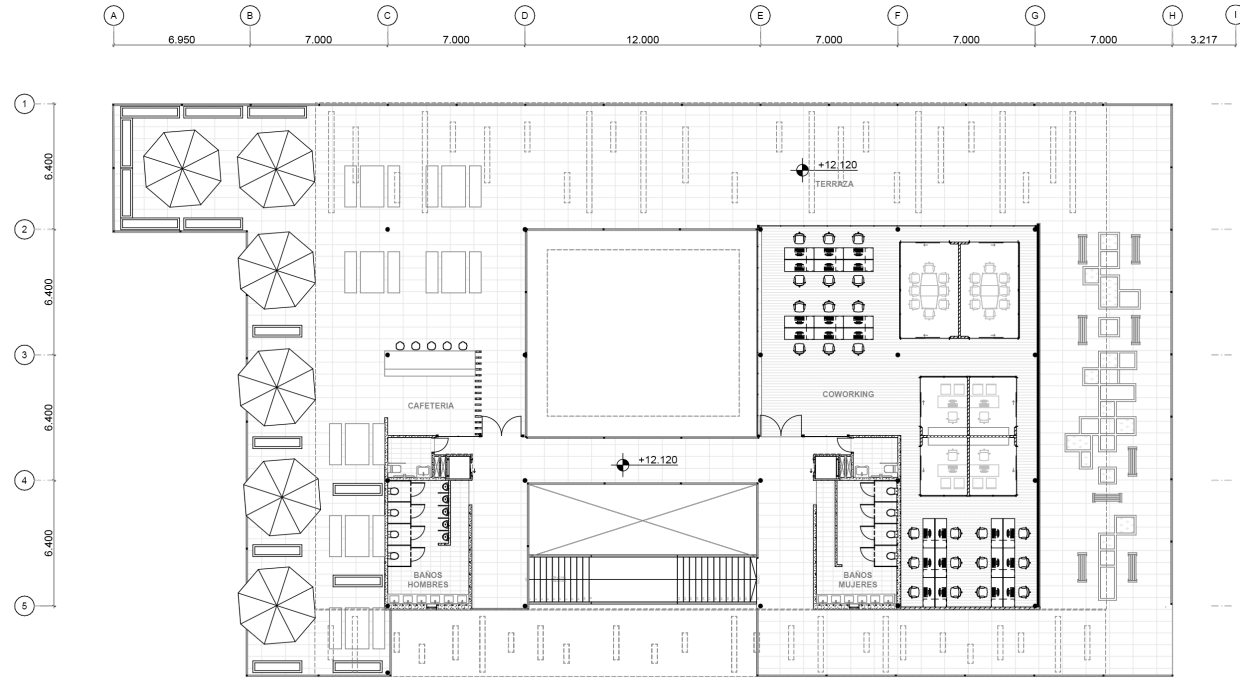 A B C D E F G H I
6.950 7.000 7.000 12.000 7.000 7.000 7.000 3.217
1
6.400
+12.120
TERRAZA
2
6.400
3
COWORKING
CAFETERIA
6.400
+12.120
4
6.400
BAÑOS
HOMBRES
BAÑOS
MUJERES
5